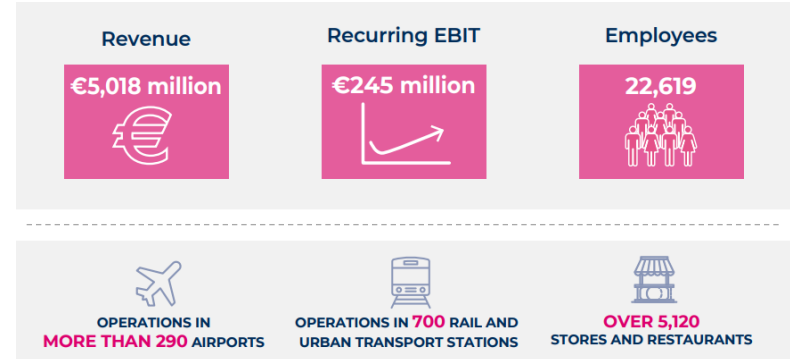 Revenue
Recurring EBIT
Employees
€5,018 million
€245 million
22,619
OPERATIONS IN
MORE THAN 290 AIRPORTS
OPERATIONS IN 700 RAIL AND
URBAN TRANSPORT STATIONS
OVER 5,120
STORES AND RESTAURANTS